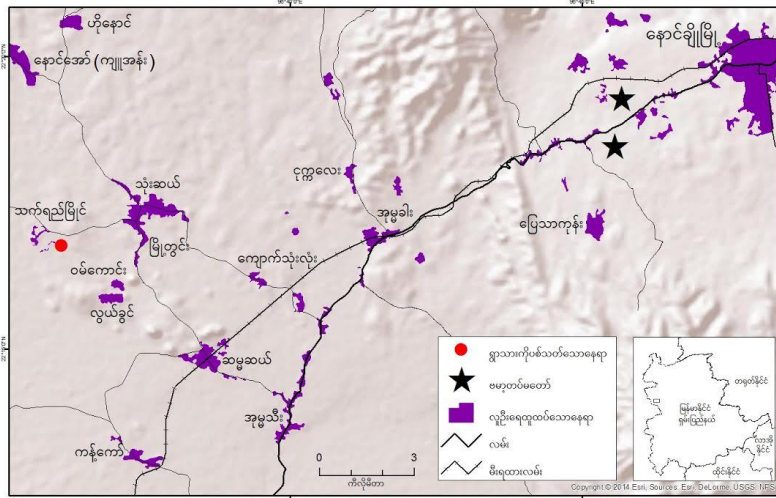 ဟိုနောင်
နောင်အော် (ကျူအန်း)
နောင်ချိုမြို့
ငုက္ကလေး
သုံးဆယ်
သက်ရည်မြိုင်
မြို့တွင်း
အုမ္မခါး
ပြေသာကုန်း
ကျောက်သုံးလုံး
ဝမ်ကောင်း
လွယ်ခွင်
ဆမ္မဆယ်
အုမ္မသီး
ကန့်ကော်
0 3
ကီလိုမီတာ
ရွာသားကိုပစ်သတ်သောနေရာ
ဗမာ့တပ်မတော်
လူဦးရေထူထပ်သောနေရာ
လမ်း
မီးရထားလမ်း
တရုတ်နိုင်ငံ
မြန်မာနိုင်ငံ
ရှမ်းပြည်နယ်
လာအို
နိုင်ငံ
ထိုင်းနိုင်ငံ
Copyright © 2014 Esri, Sources: Esri, DeLorme, USGS, NPS